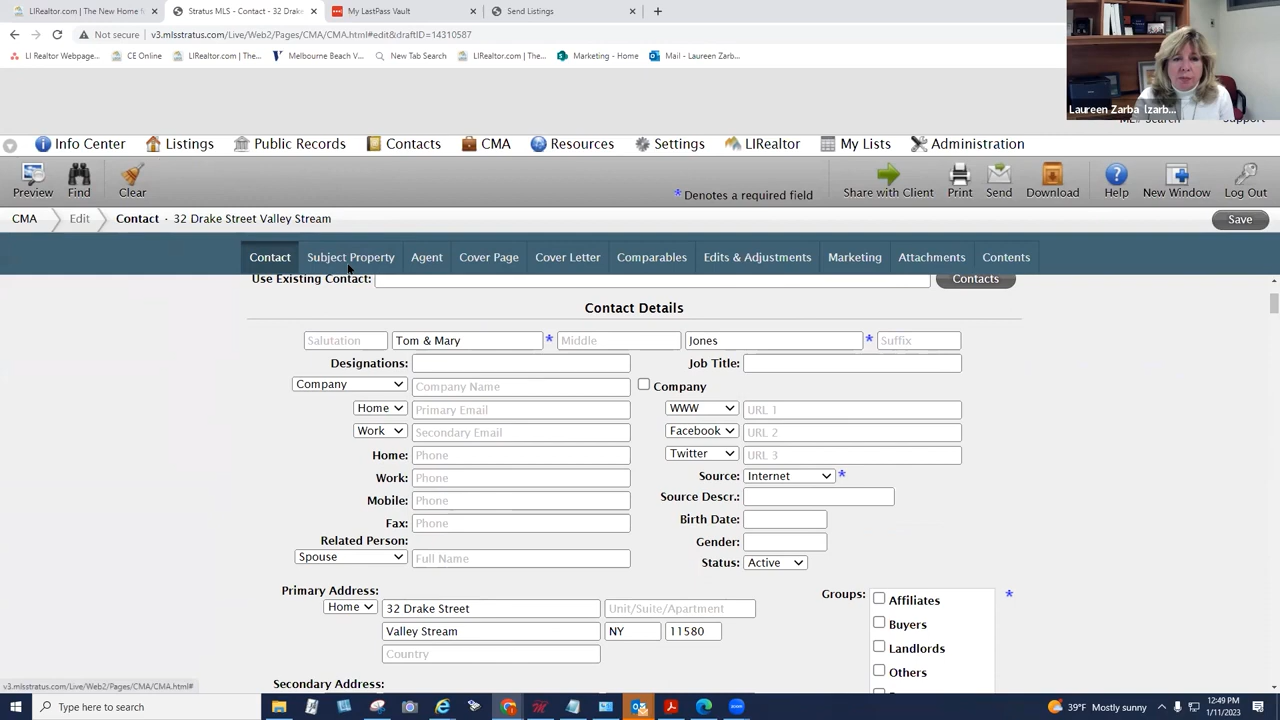 LIRealtor.com | The New Home f
Stratus MLS - Contact - 32 Drake
My LastPass Vault
Send Listings
Not secure
v3.mlsstratus.com/Live/Web2/Pages/CMA/CMA.html#edit&draftID=
LI Realtor Webpage...
CE Online
LIRealtor.com | The...
Melbourne Beach V...
New Tab Search
LIRealtor.com | The...
Marketing - Home
Mail - Laureen Zarba...
Laureen Zarba lzarb...
Info Center
Listings
Public Record
Contacts
CMA
Resources
Settings
LIRealtor
My Lists
Administration
Preview
Find
Clear
* Denotes a required field
Share with Client
Print
Send
Download
Help
New Window
Log Out
CMA
Edit
Contact · 32 Drake Street Valley Stream
Save
Contact
Subject Property
Agent
Cover Page
Cover Letter
Comparables
Edits & Adjustments
Marketing
Attachments
Contents
Use Existing Contact:
Contacts
Contact Details
Salutation
Tom & Mary
*
Middle
Jones
*
Suffix
Designations:
Job Title:
Company
Company Name
Company
Home
Primary Email
WWW
URL 1
Work
Secondary Email
Facebook
URL 2
Home:
Phone
Twitter
URL 3
Work:
Phone
Source:
Internet
*
Mobile:
Phone
Source Descr.:
Fax:
Phone
Birth Date:
Related Person:
Gender:
Spouse
Full Name
Status:
Active
Primary Address:
Groups:
Affiliates
*
Home
32 Drake Street
Unit/Suite/Apartment
Buyers
Valley Stream
NY
11580
Landlords
Country
Others
Secondary Address:
v3.mlsstratus.com/Live/Web2/Pages/CMA/CMA.html#
Type here to search
39°F Mostly sunny
12:49 PM
1/11/2023